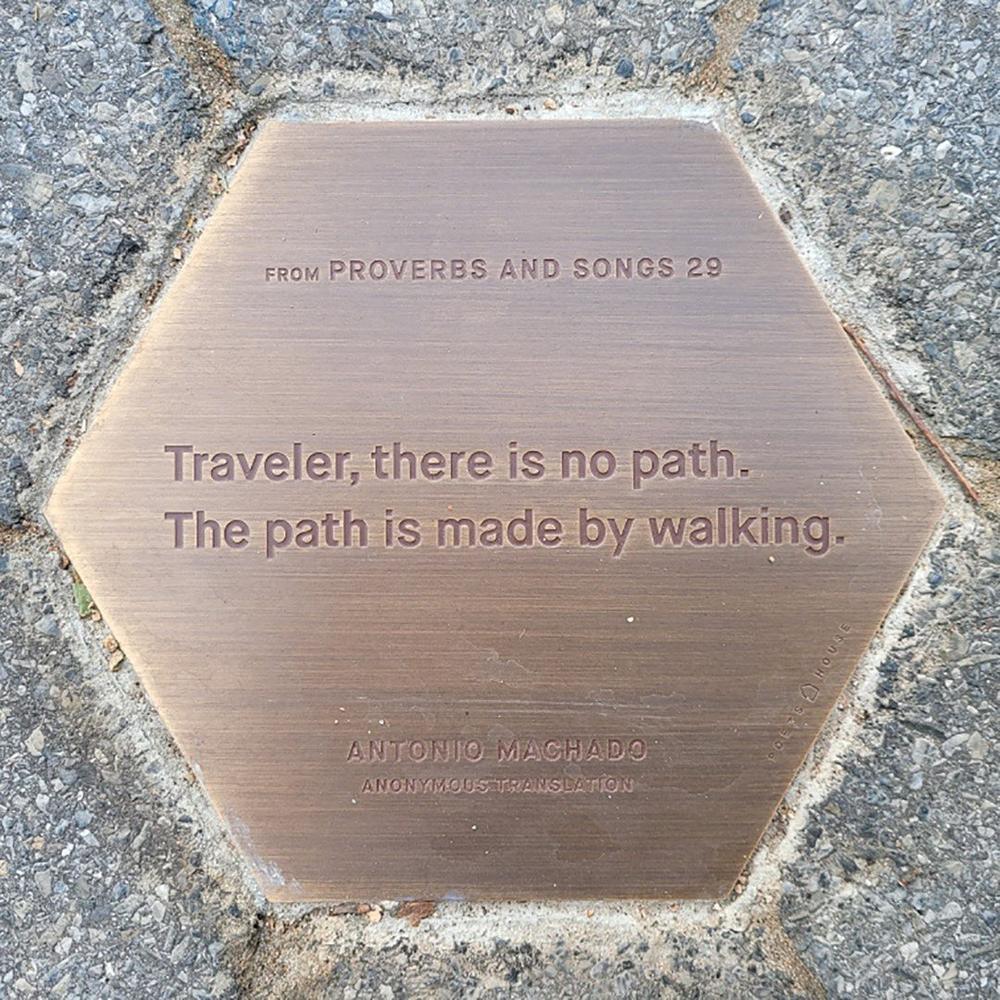 FROM PROVERBS AND SONGS 29
Traveler, there is no path.
The path is made by walking.
ANTONIO MACHADO
ANONYMOUS TRANSLATION
POETS HOUSE